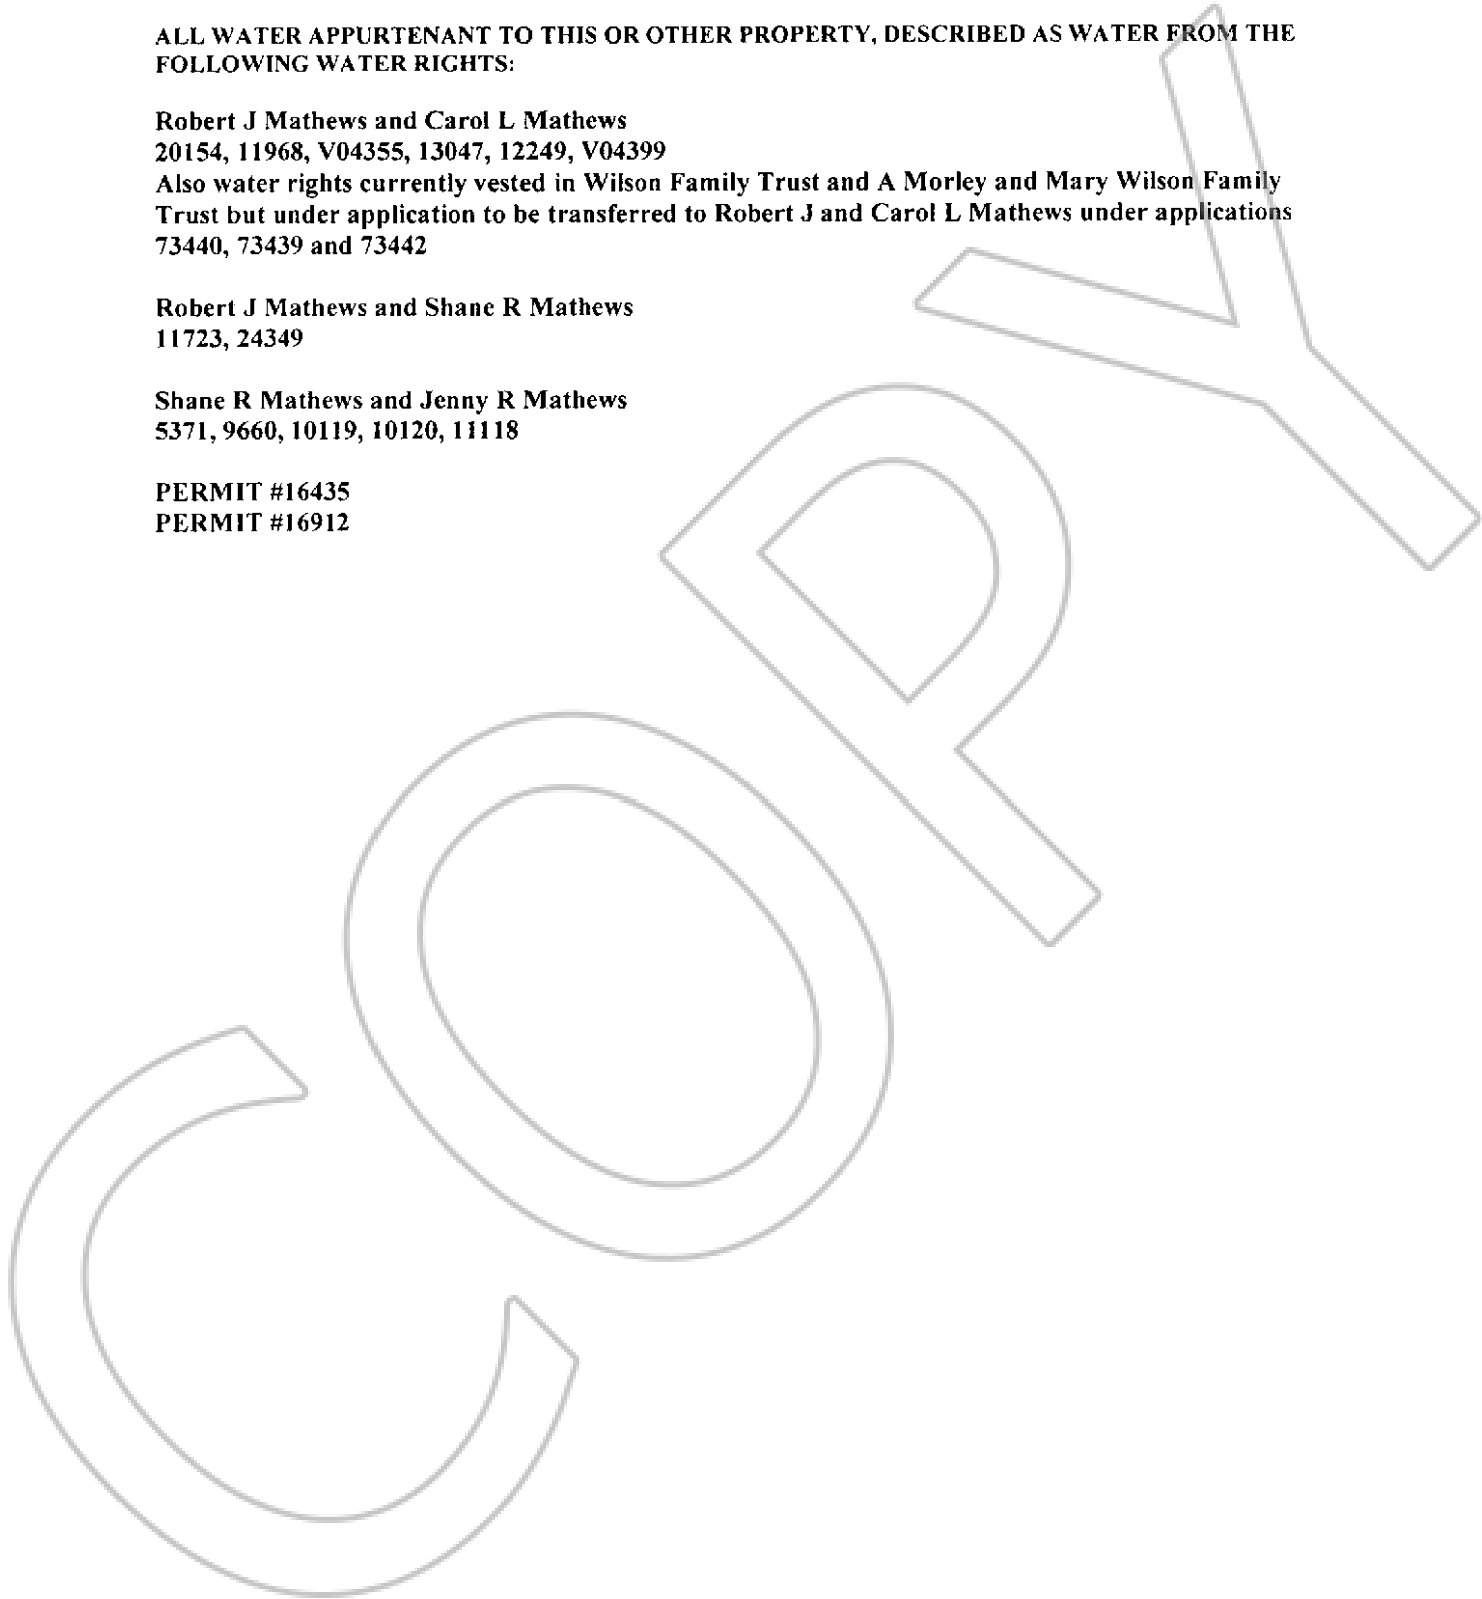 ALL WATER APPURTENANT TO THIS OR OTHER PROPERTY, DESCRIBED AS WATER FROM THE
FOLLOWING WATER RIGHTS:
Robert J Mathews and Carol L Mathews
20154, 11968, V04355, 13047, 12249, V04399
Also water rights currently vested in Wilson Family Trust and A Morley and Mary Wilson Family
Trust but under application to be transferred to Robert J and Carol L Mathews under applications
73440, 73439 and 73442
Robert J Mathews and Shane R Mathews
11723, 24349
Shane R Mathews and Jenny R Mathews
5371, 9660, 10119, 10120, 11118
PERMIT #16435
PERMIT #16912
COPY